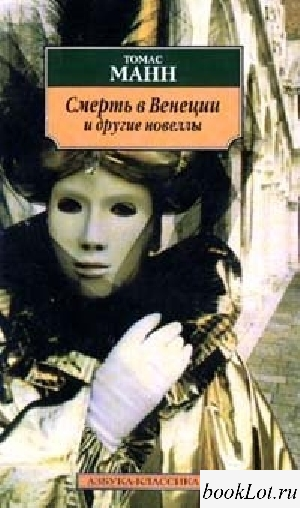 ТОМАС
МАНН
Смерть в Венеции
и другие новеллы
АЗБУКА-КЛАССИКА
bookLot.ru